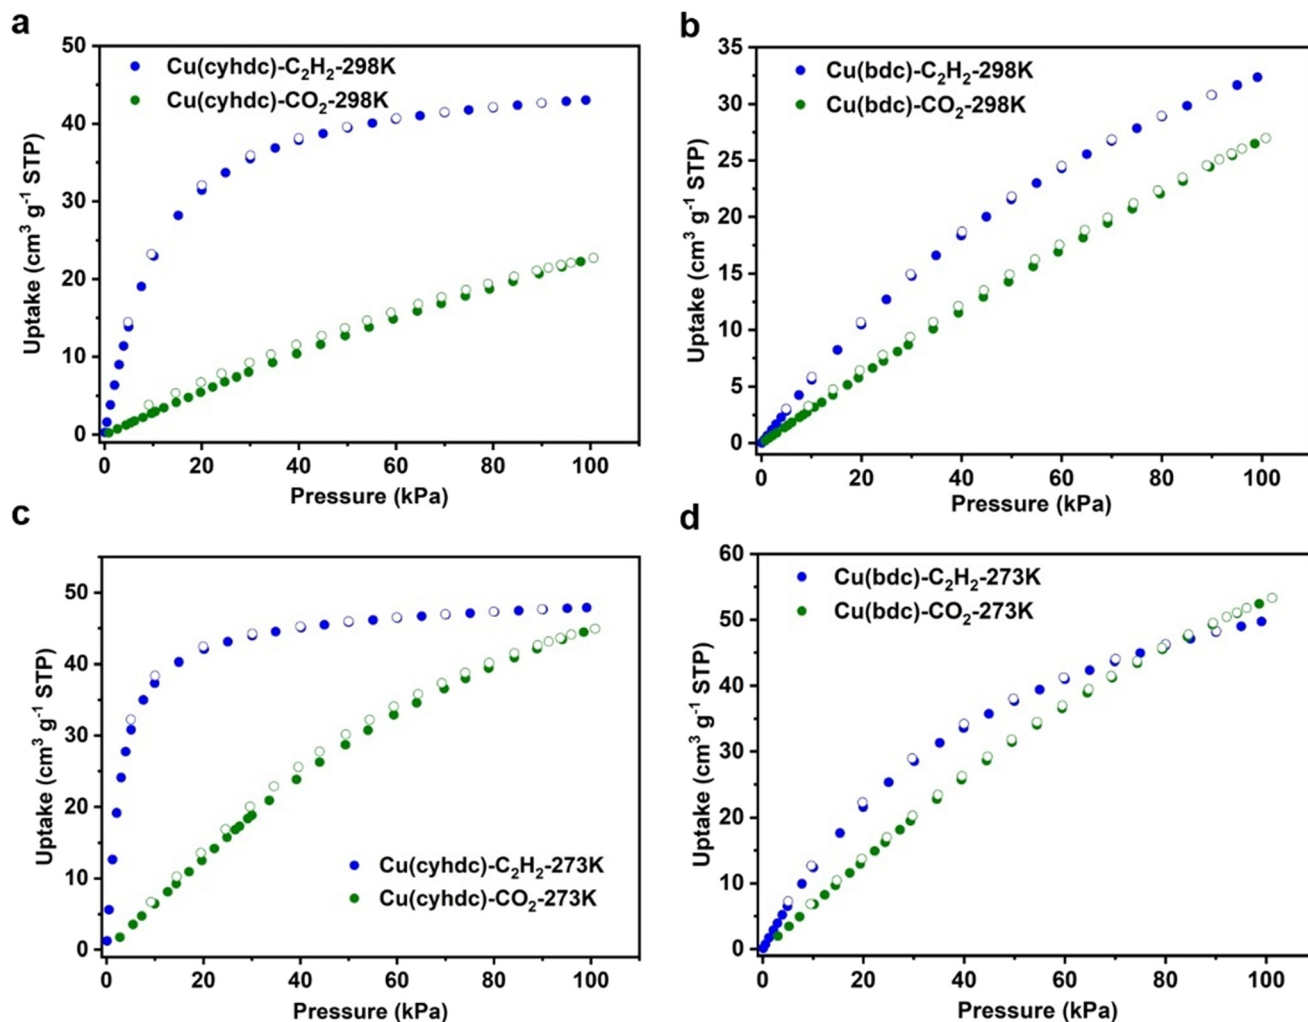 a
50
40
30
20
10
0
Uptake (cm³ g⁻¹ STP)
Cu(cyhdc)-C₂H₂-298K
Cu(cyhdc)-CO₂-298K
0 20 40 60 80 100
Pressure (kPa)
b
35
30
25
20
15
10
5
0
Uptake (cm³ g⁻¹ STP)
Cu(bdc)-C₂H₂-298K
Cu(bdc)-CO₂-298K
0 20 40 60 80 100
Pressure (kPa)
c
50
40
30
20
10
0
Uptake (cm³ g⁻¹ STP)
Cu(cyhdc)-C₂H₂-273K
Cu(cyhdc)-CO₂-273K
0 20 40 60 80 100
Pressure (kPa)
d
60
50
40
30
20
10
0
Uptake (cm³ g⁻¹ STP)
Cu(bdc)-C₂H₂-273K
Cu(bdc)-CO₂-273K
0 20 40 60 80 100
Pressure (kPa)